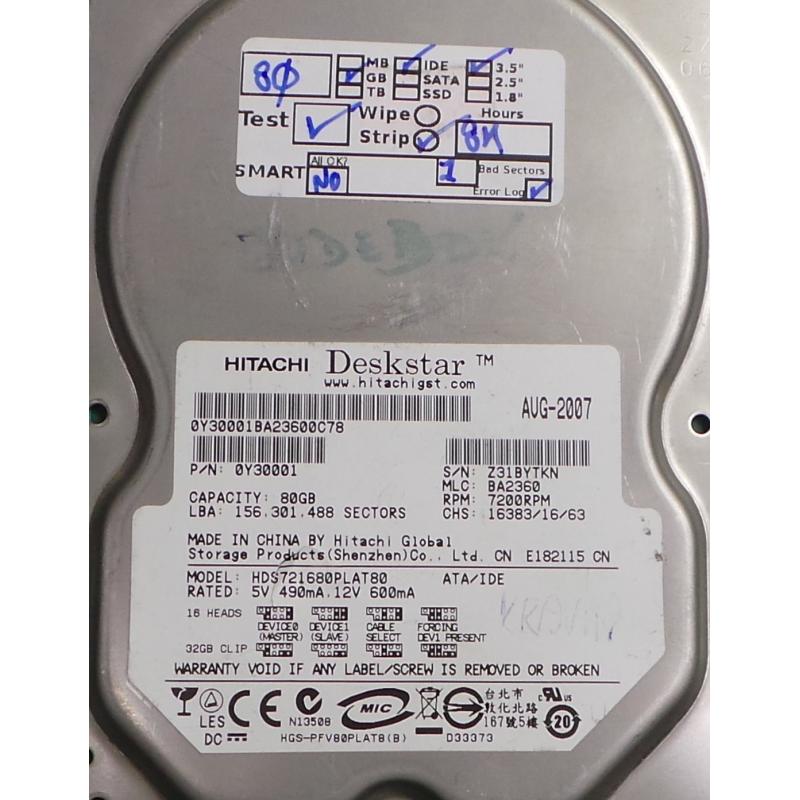 80 MB IDE 3.5"
GB SATA 2.5"
TB SSD 1.8"
Test Wipe Hours
Strip 8K
All OK?
SMART NO 1 Bad Sectors
Error Log
HITACHI Deskstar ™
www.hitachigst.com
AUG-2007
0Y30001BA23600C78
P/N: 0Y30001
S/N: Z31BYTKN
MLC: BA2360
CAPACITY: 80GB RPM: 7200RPM
LBA: 156,301,488 SECTORS CHS: 16383/16/63
MADE IN CHINA BY Hitachi Global
Storage Products(Shenzhen)Co., Ltd. CN E182115 CN
MODEL: HDS721680PLAT80 ATA/IDE
RATED: 5V 490mA,12V 600mA
16 HEADS
DEVICE0 (MASTER) DEVICE1 (SLAVE) CABLE SELECT FORCING DEV1 PRESENT
32GB CLIP
WARRANTY VOID IF ANY LABEL/SCREW IS REMOVED OR BROKEN
LES CE N13508 MIC 台北市
敦化北路
167號5樓
c UR US
20
DC HGS-PFV80PLAT8(B) D33373